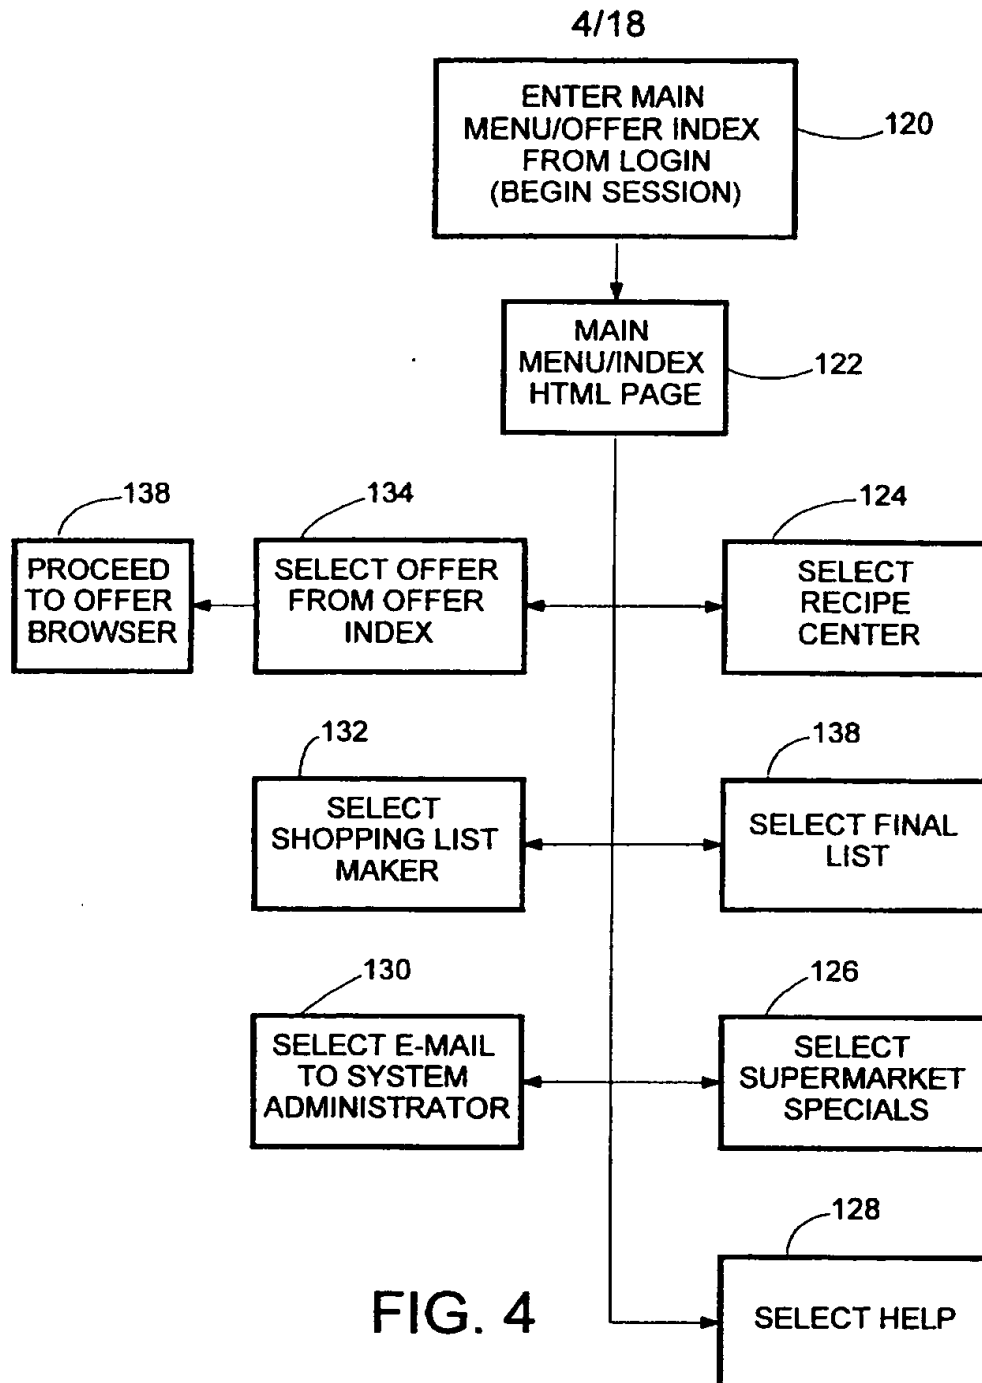 4/18
ENTER MAIN
MENU/OFFER INDEX
FROM LOGIN
(BEGIN SESSION)
120
MAIN
MENU/INDEX
HTML PAGE
122
138
134
124
PROCEED
TO OFFER
BROWSER
SELECT OFFER
FROM OFFER
INDEX
SELECT
RECIPE
CENTER
132
138
SELECT
SHOPPING LIST
MAKER
SELECT FINAL
LIST
130
126
SELECT E-MAIL
TO SYSTEM
ADMINISTRATOR
SELECT
SUPERMARKET
SPECIALS
128
SELECT HELP
FIG. 4